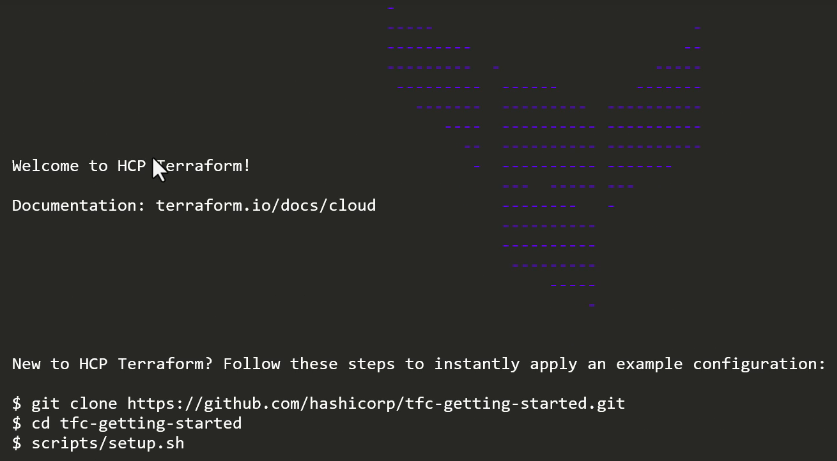 Welcome to HCP Terraform!
Documentation: terraform.io/docs/cloud
New to HCP Terraform? Follow these steps to instantly apply an example configuration:
$ git clone https://github.com/hashicorp/tfc-getting-started.git
$ cd tfc-getting-started
$ scripts/setup.sh